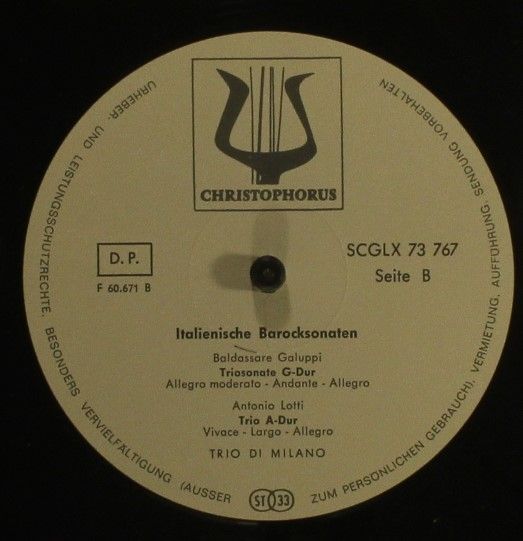 URHEBER- UND LEISTUNGSSCHUTZRECHTE, BESONDERS VERVIELFÄLTIGUNG (AUSSER ZUM PERSÖNLICHEN GEBRAUCH), VERMIETUNG, AUFFÜHRUNG, SENDUNG VORBEHALTEN
CHRISTOPHORUS
D. P.
F 60.671 B
SCGLX 73 767
Seite B
Italienische Barocksonaten
Baldassare Galuppi
Triosonate G-Dur
Allegro moderato - Andante - Allegro
Antonio Lotti
Trio A-Dur
Vivace - Largo - Allegro
TRIO DI MILANO
ST 33